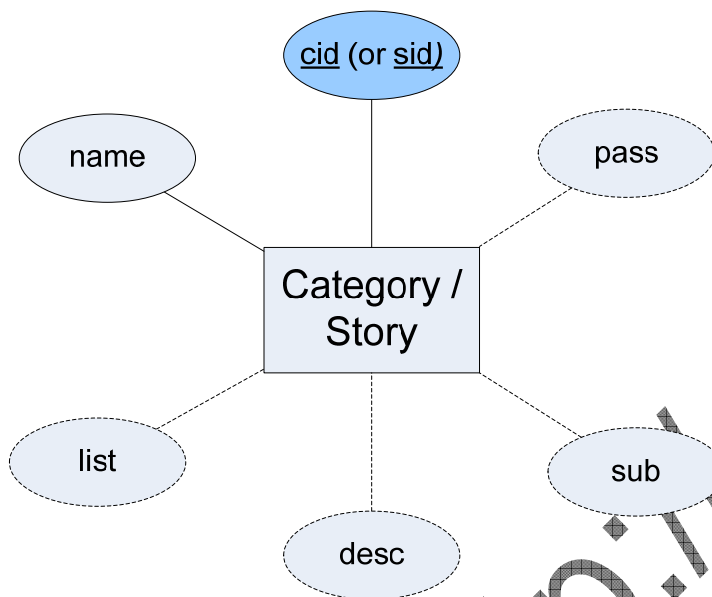 cid (or sid)
name
pass
Category /
Story
list
sub
desc